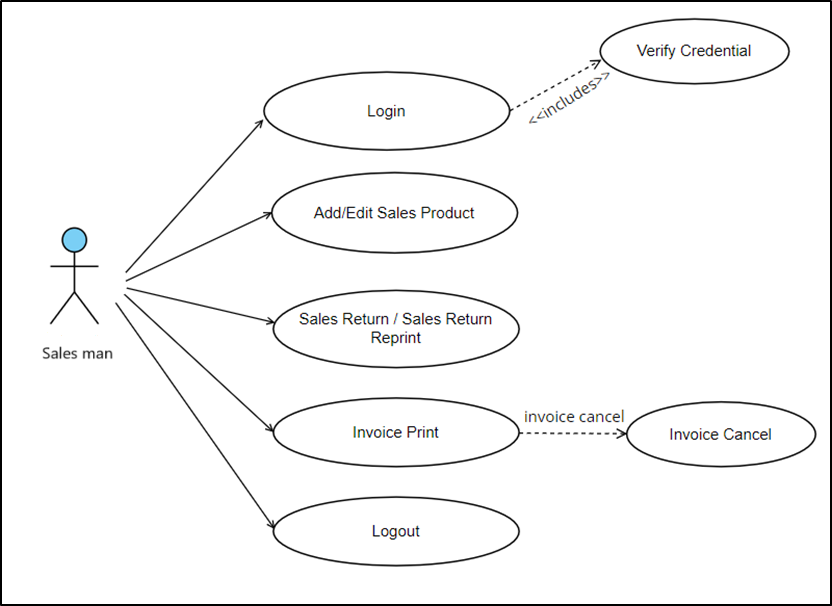 Verify Credential
<<includes>>
Login
Add/Edit Sales Product
Sales Return / Sales Return
Reprint
Sales man
invoice cancel
Invoice Print
Invoice Cancel
Logout